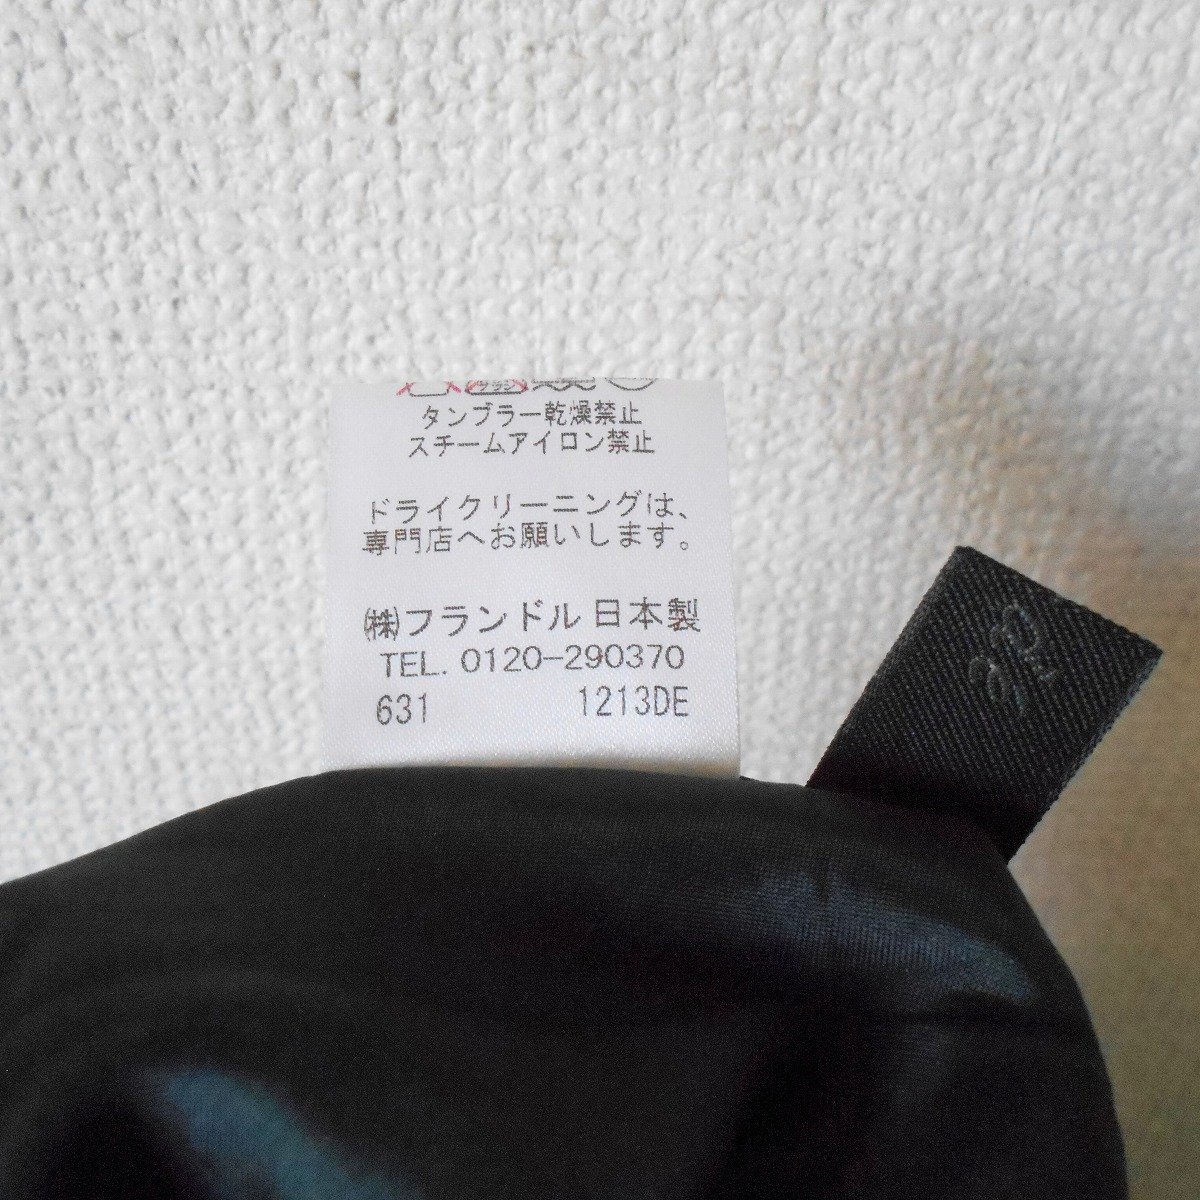 タンブラー乾燥禁止
スチームアイロン禁止
ドライクリーニングは、
専門店へお願いします。
㈱フランドル 日本製
TEL. 0120-290370
631 1213DE